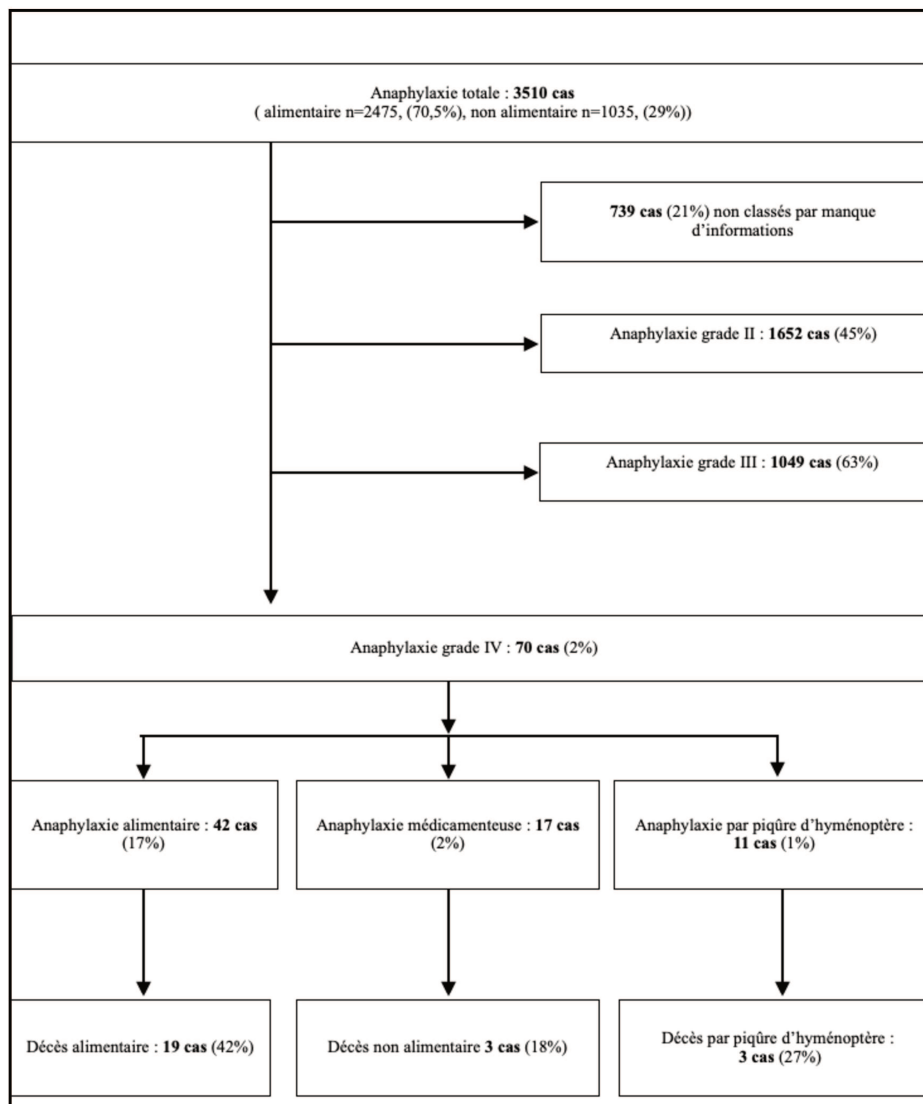 Anaphylaxie totale : 3510 cas
( alimentaire n=2475, (70,5%), non alimentaire n=1035, (29%))
739 cas (21%) non classés par manque
d’informations
Anaphylaxie grade II : 1652 cas (45%)
Anaphylaxie grade III : 1049 cas (63%)
Anaphylaxie grade IV : 70 cas (2%)
Anaphylaxie alimentaire : 42 cas
(17%)
Anaphylaxie médicamenteuse : 17 cas
(2%)
Anaphylaxie par piqûre d’hyménoptère :
11 cas (1%)
Décès alimentaire : 19 cas (42%)
Décès non alimentaire 3 cas (18%)
Décès par piqûre d’hyménoptère :
3 cas (27%)